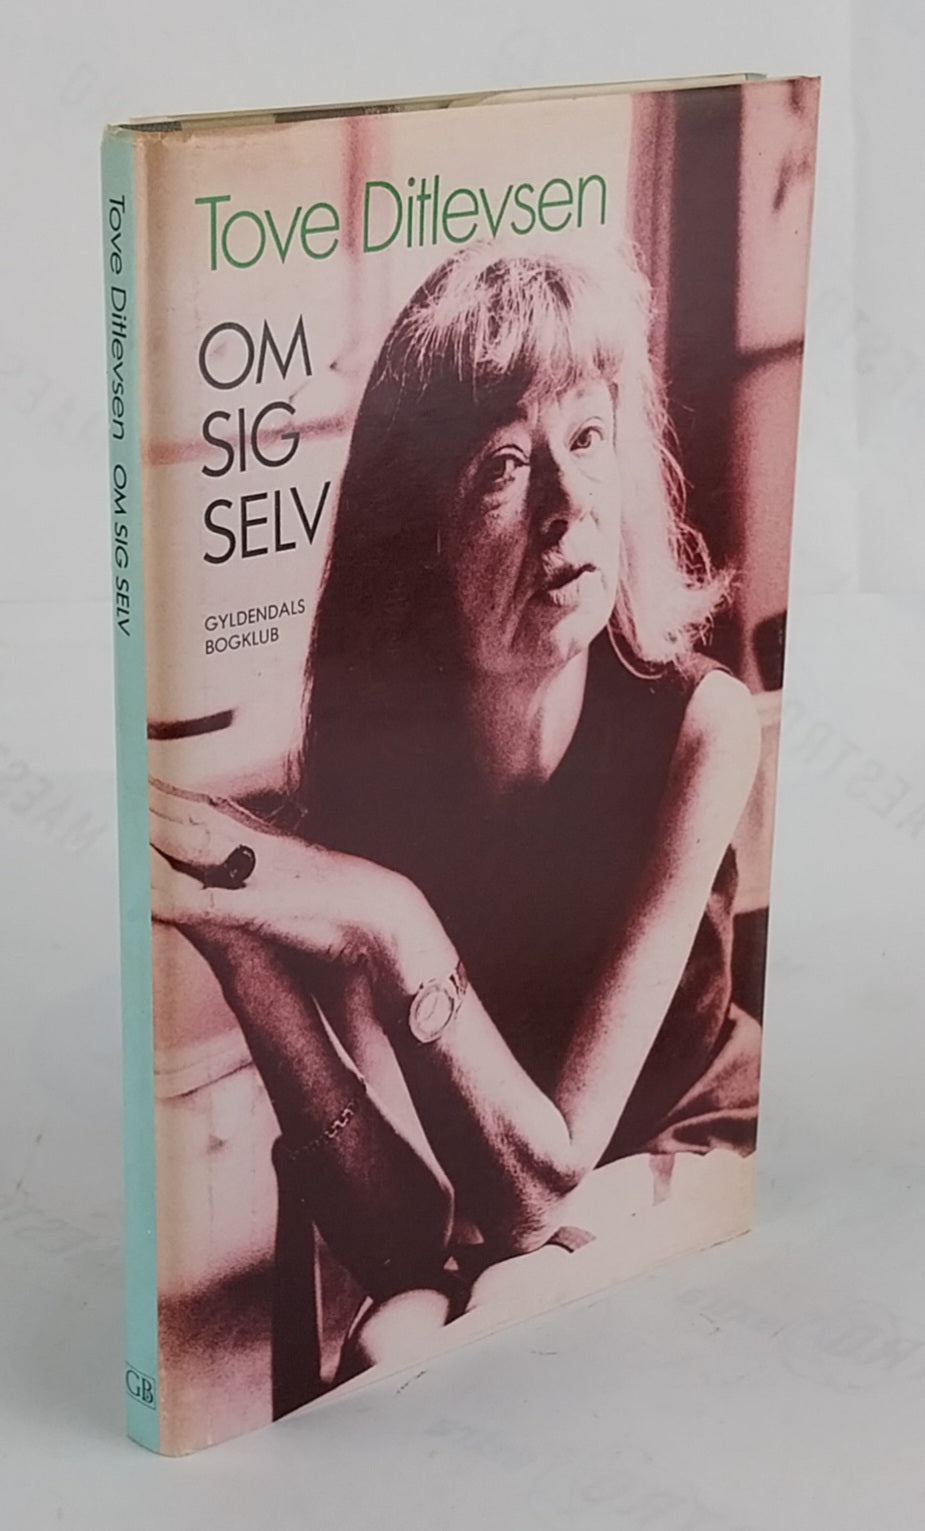 Tove Ditlevsen
OM
SIG
SELV
GYLDENDALS
BOGKLUB
Tove Ditlevsen OM SIG SELV
GB